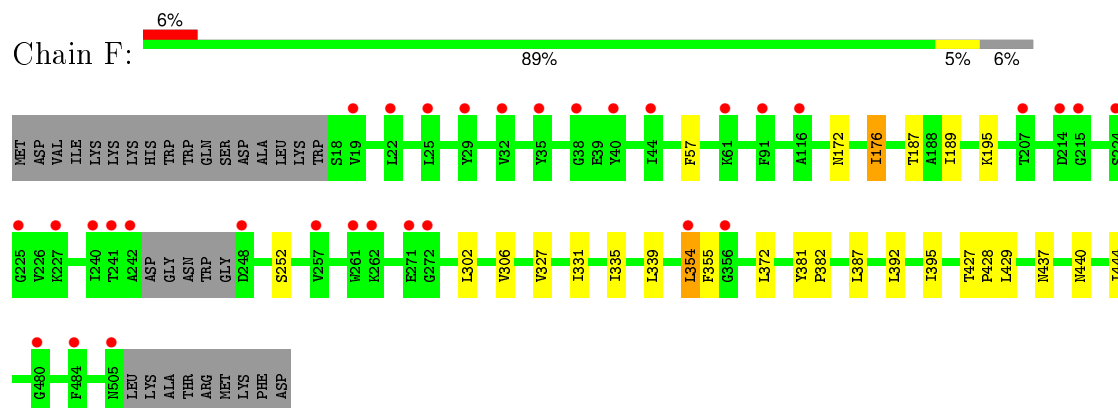 6%
Chain F:
89% 5% 6%
MET ASP VAL ILE LYS LYS LYS HIS TRP TRP GLN SER ASP ALA LEU LYS TRP S18 V19 L22 L25 Y29 V32 Y35 G38 E39 Y40 I44 K61 F57 F91 A116 N172 I176 T187 A188 I189 K195 T207 D214 G215 S224
G225 V226 K227 I240 T241 A242 ASP GLY ASN TRP GLY D248 S252 V257 W261 K262 E271 G272 L302 V306 V327 I331 I335 L339 L354 F355 G356 L372 Y381 P382 L387 L392 I395 T427 P428 L429 N437 N440
G480 F484 N505 LEU LYS ALA THR ARG MET LYS PHE ASP